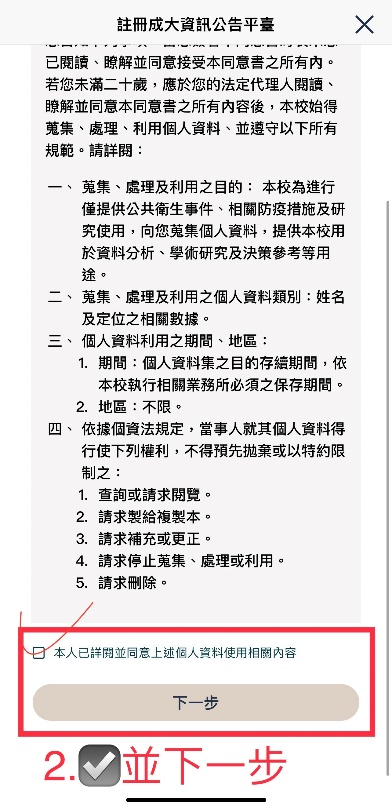 註冊成大資訊公告平臺
已閱讀、瞭解並同意接受本同意書之所有內。
若您未滿二十歲，應於您的法定代理人閱讀、
瞭解並同意本同意書之所有內容後，本校始得
蒐集、處理、利用個人資料、並遵守以下所有
規範。請詳閱：
一、 蒐集、處理及利用之目的： 本校為進行
僅提供公共衛生事件、相關防疫措施及研
究使用，向您蒐集個人資料，提供本校用
於資料分析、學術研究及決策參考等用
途。
二、 蒐集、處理及利用之個人資料類別：姓名
及定位之相關數據。
三、 個人資料利用之期間、地區：
1. 期間：個人資料集之目的存續期間，依
本校執行相關業務所必須之保存期間。
2. 地區：不限。
四、 依據個資法規定，當事人就其個人資料得
行使下列權利，不得預先拋棄或以特約限
制之：
1. 查詢或請求閱覽。
2. 請求製給複製本。
3. 請求補充或更正。
4. 請求停止蒐集、處理或利用。
5. 請求刪除。
本人已詳閱並同意上述個人資料使用相關內容
下一步
2.☑並下一步